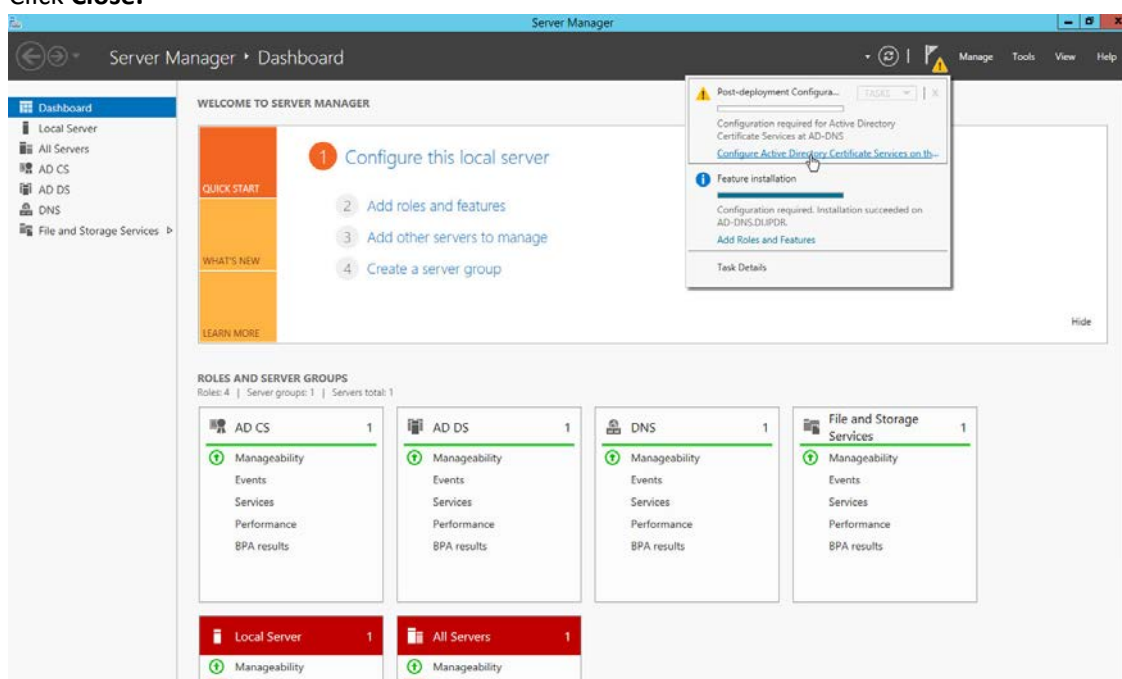 Click Close.
Server Manager
Server Manager • Dashboard
Manage Tools View Help
Dashboard
Local Server
All Servers
AD CS
AD DS
DNS
File and Storage Services
WELCOME TO SERVER MANAGER
QUICK START
WHAT'S NEW
LEARN MORE
1 Configure this local server
2 Add roles and features
3 Add other servers to manage
4 Create a server group
Hide
Post-deployment Configura... TASKS X
Configuration required for Active Directory
Certificate Services at AD-DNS
Configure Active Directory Certificate Services on th...
Feature installation
Configuration required. Installation succeeded on
AD-DNS.DLIPDR.
Add Roles and Features
Task Details
ROLES AND SERVER GROUPS
Roles: 4 | Server groups: 1 | Servers total: 1
AD CS 1
Manageability
Events
Services
Performance
BPA results
AD DS 1
Manageability
Events
Services
Performance
BPA results
DNS 1
Manageability
Events
Services
Performance
BPA results
File and Storage
Services 1
Manageability
Events
Services
Performance
BPA results
Local Server 1
Manageability
All Servers 1
Manageability